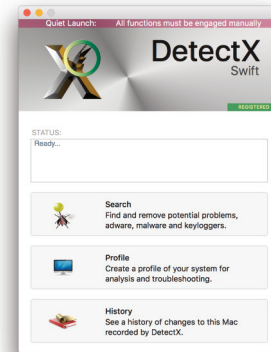 Quiet Launch: All functions must be engaged manually
DetectX
Swift
REGISTERED
STATUS:
Ready...
Search
Find and remove potential problems,
adware, malware and keyloggers.
Profile
Create a profile of your system for
analysis and troubleshooting.
History
See a history of changes to this Mac
recorded by DetectX.